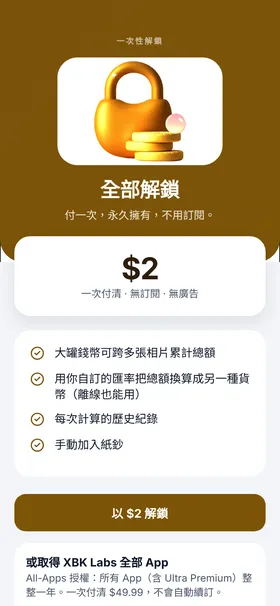 一次性解鎖
全部解鎖
付一次，永久擁有，不用訂閱。
$2
一次付清 · 無訂閱 · 無廣告
大罐錢幣可跨多張相片累計總額
用你自訂的匯率把總額換算成另一種貨
幣（離線也能用）
每次計算的歷史紀錄
手動加入紙鈔
以 $2 解鎖
或取得 XBK Labs 全部 App
All-Apps 授權：所有 App（含 Ultra Premium）整
整一年。一次付清 $49.99，不會自動續訂。